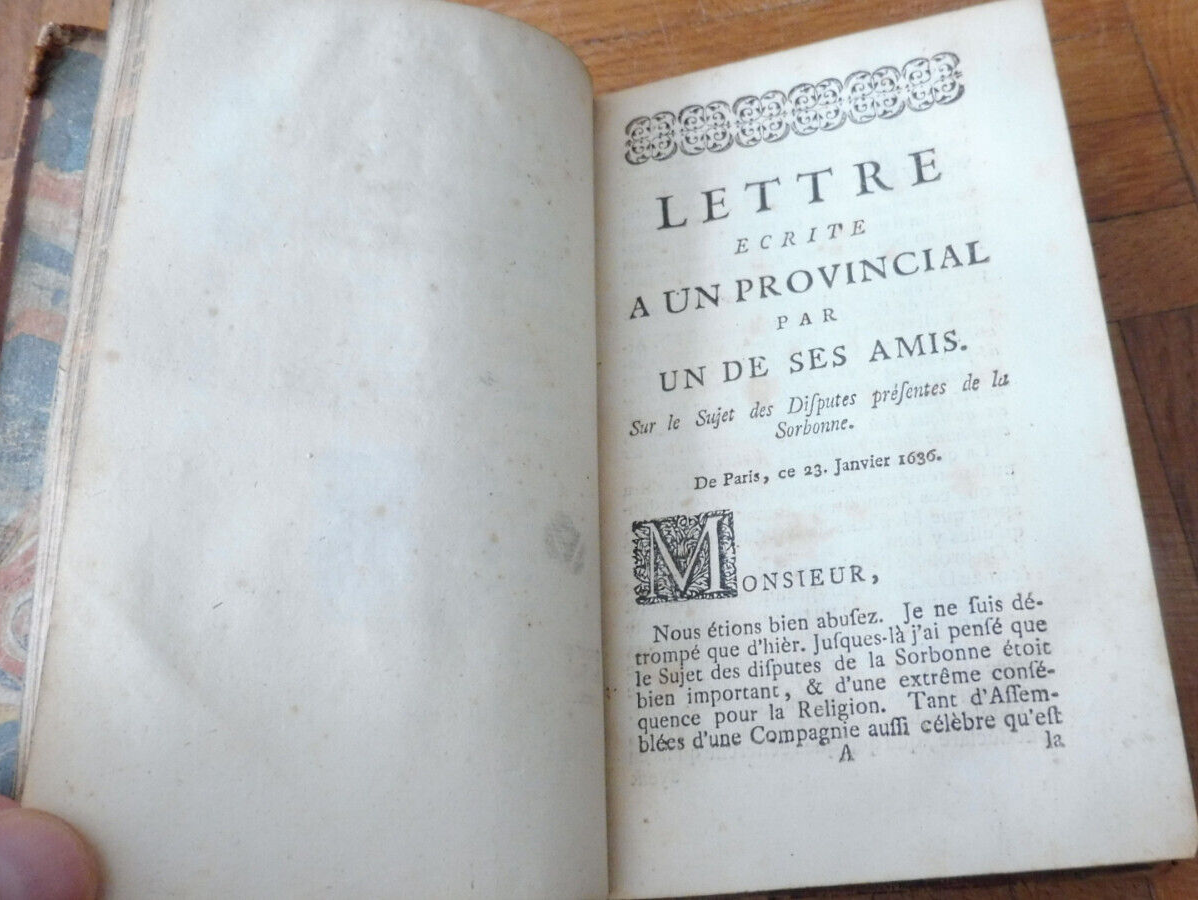 LETTRE
ECRITE
A UN PROVINCIAL
PAR
UN DE SES AMIS.
Sur le Sujet des Diſputes préſentes de la
Sorbonne.
De Paris, ce 23. Janvier 1636.
MONSIEUR,
Nous étions bien abuſez. Je ne ſuis dé-
trompé que d'hièr. Juſques-là j'ai penſé que
le Sujet des diſputes de la Sorbonne étoit
bien important, & d'une extrême conſé-
quence pour la Religion. Tant d'Aſſem-
blées d'une Compagnie auſſi célèbre qu'eſt
A la